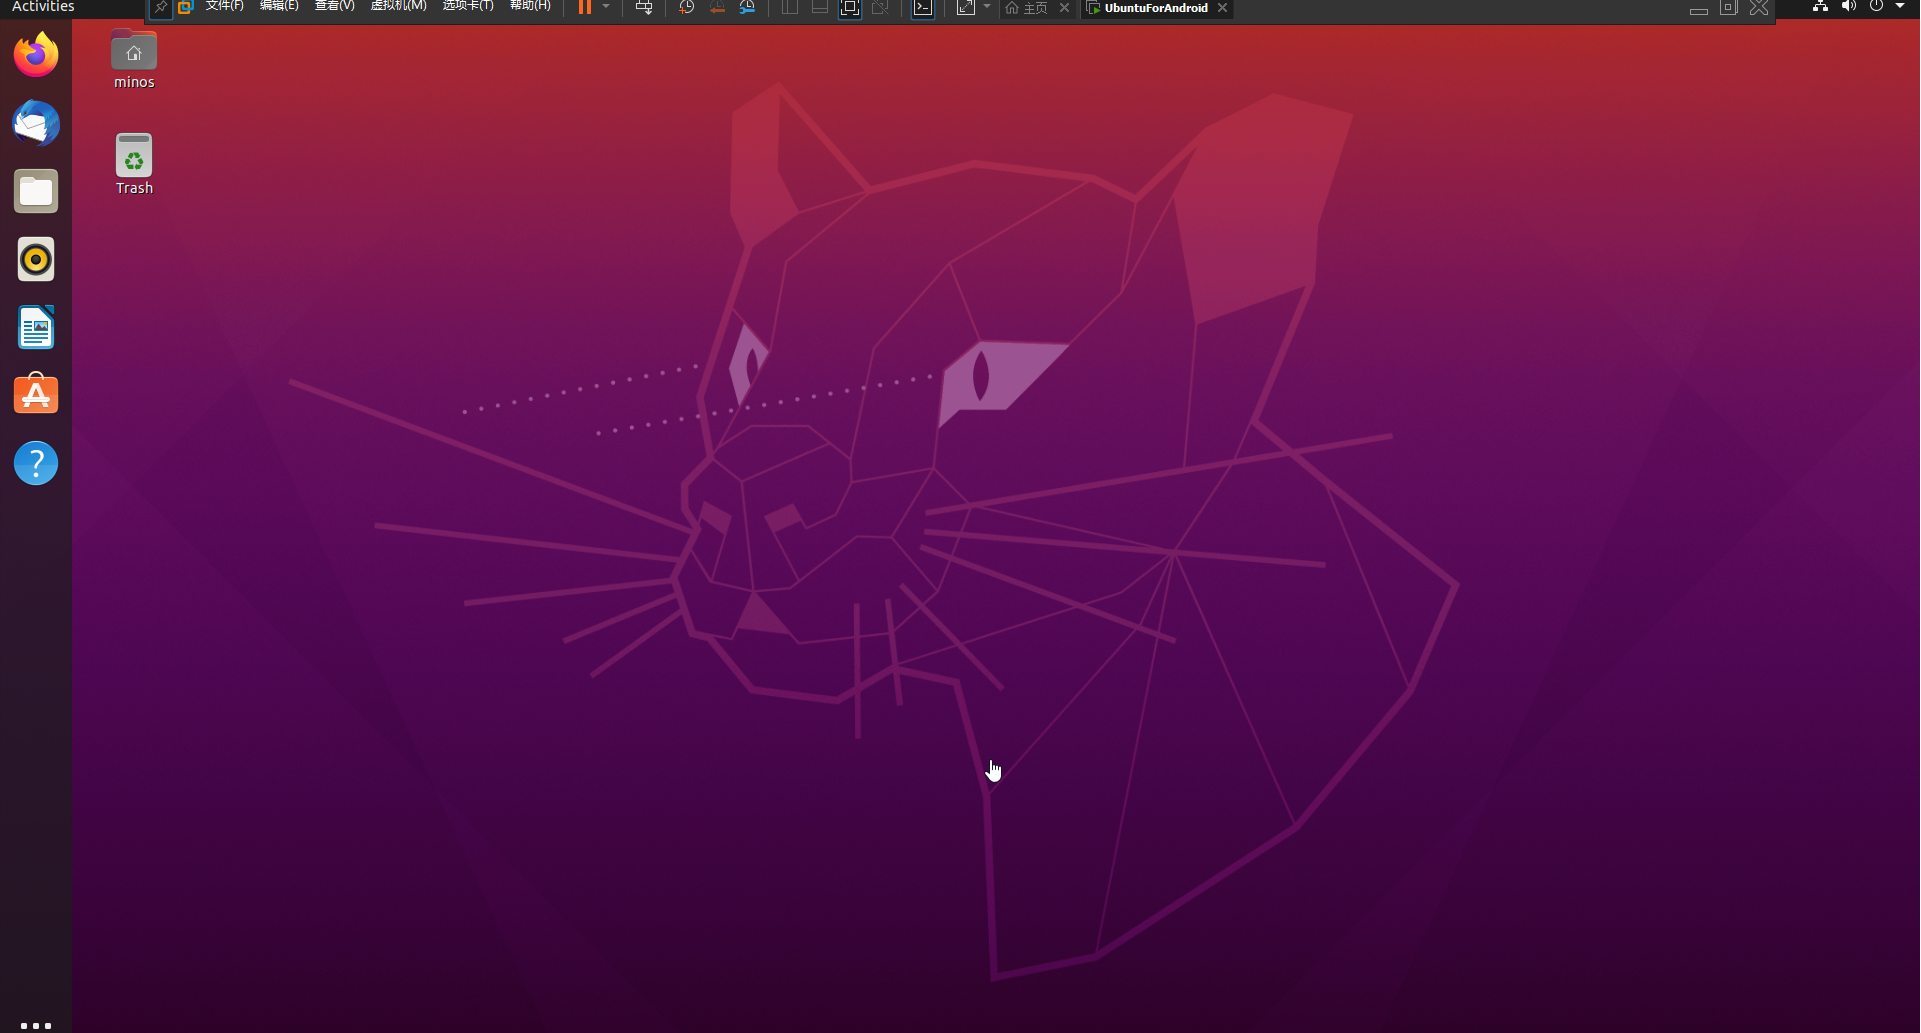 Activities
文件(F) 编辑(E) 查看(V) 虚拟机(M) 选项卡(T) 帮助(H) 主页 UbuntuForAndroid
minos
Trash